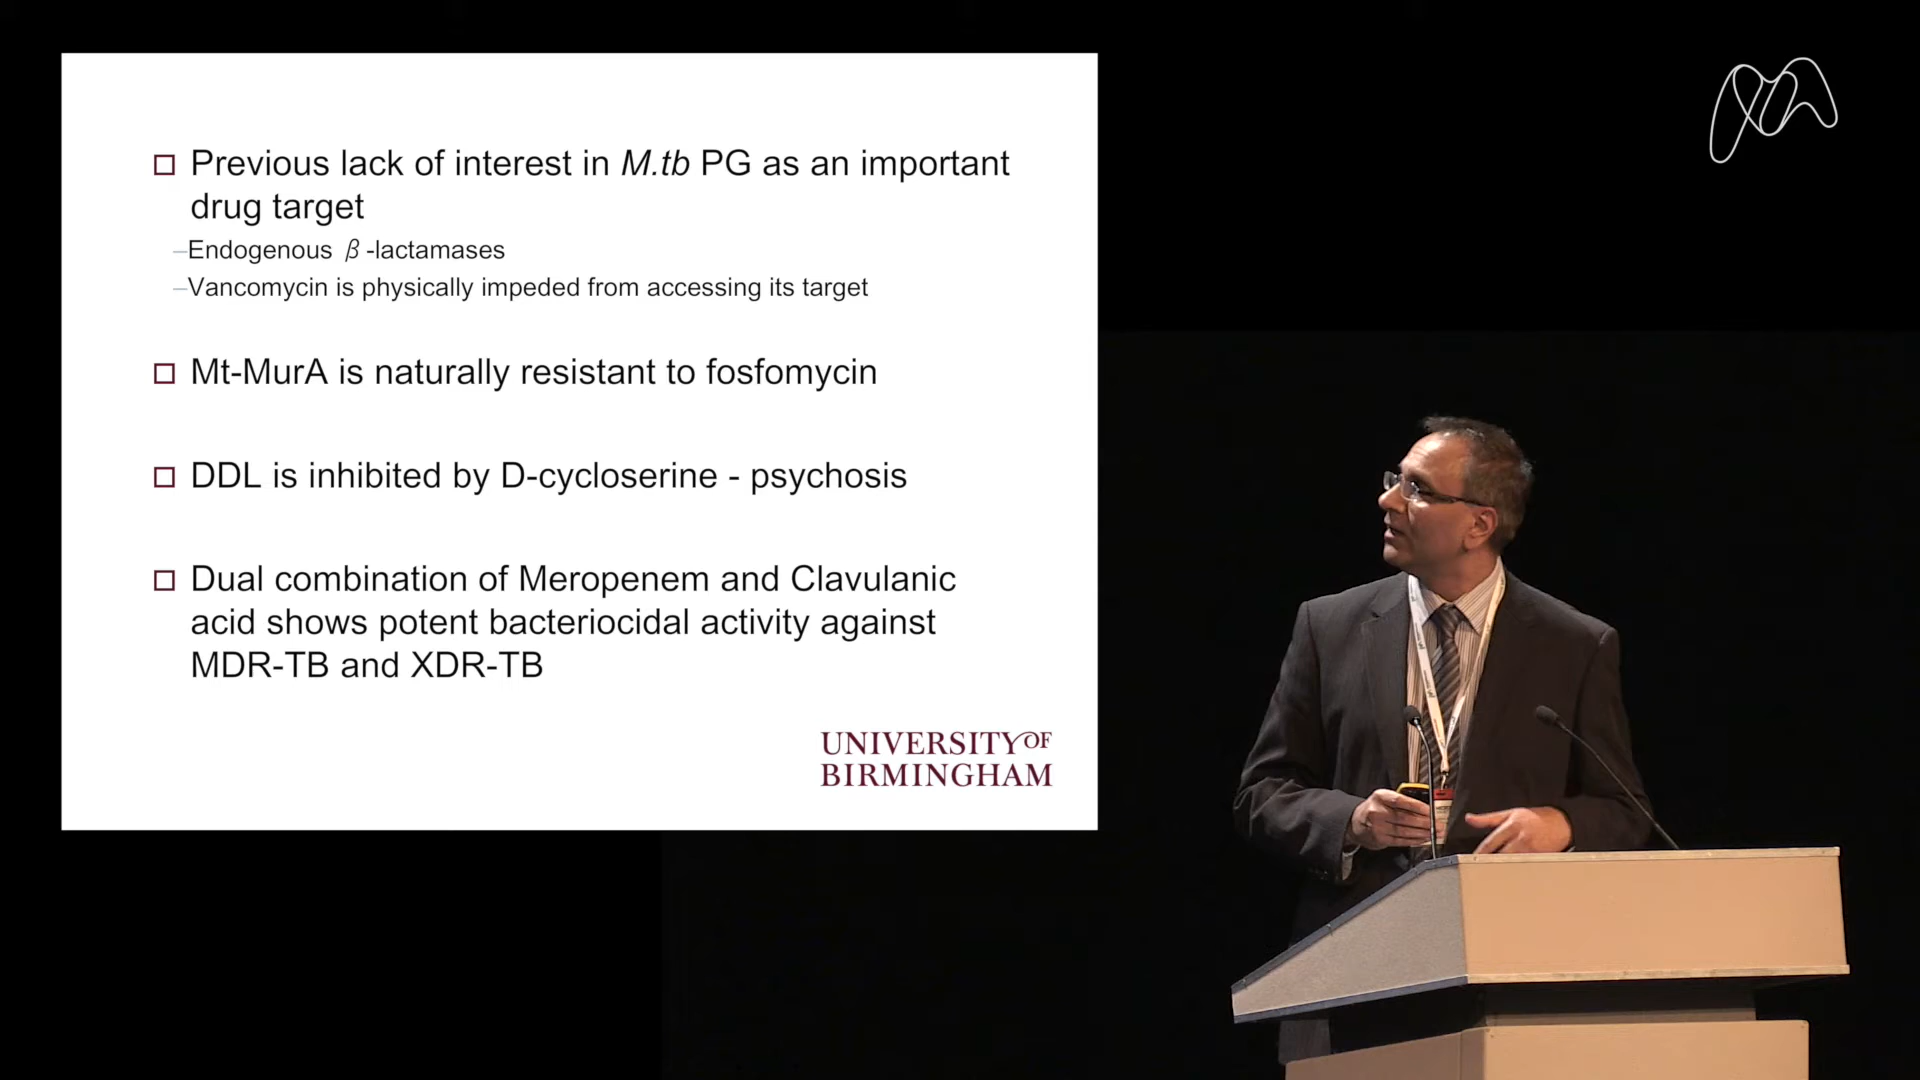 Previous lack of interest in M.tb PG as an important
drug target
–Endogenous β-lactamases
–Vancomycin is physically impeded from accessing its target
Mt-MurA is naturally resistant to fosfomycin
DDL is inhibited by D-cycloserine - psychosis
Dual combination of Meropenem and Clavulanic
acid shows potent bacteriocidal activity against
MDR-TB and XDR-TB
UNIVERSITY OF
BIRMINGHAM